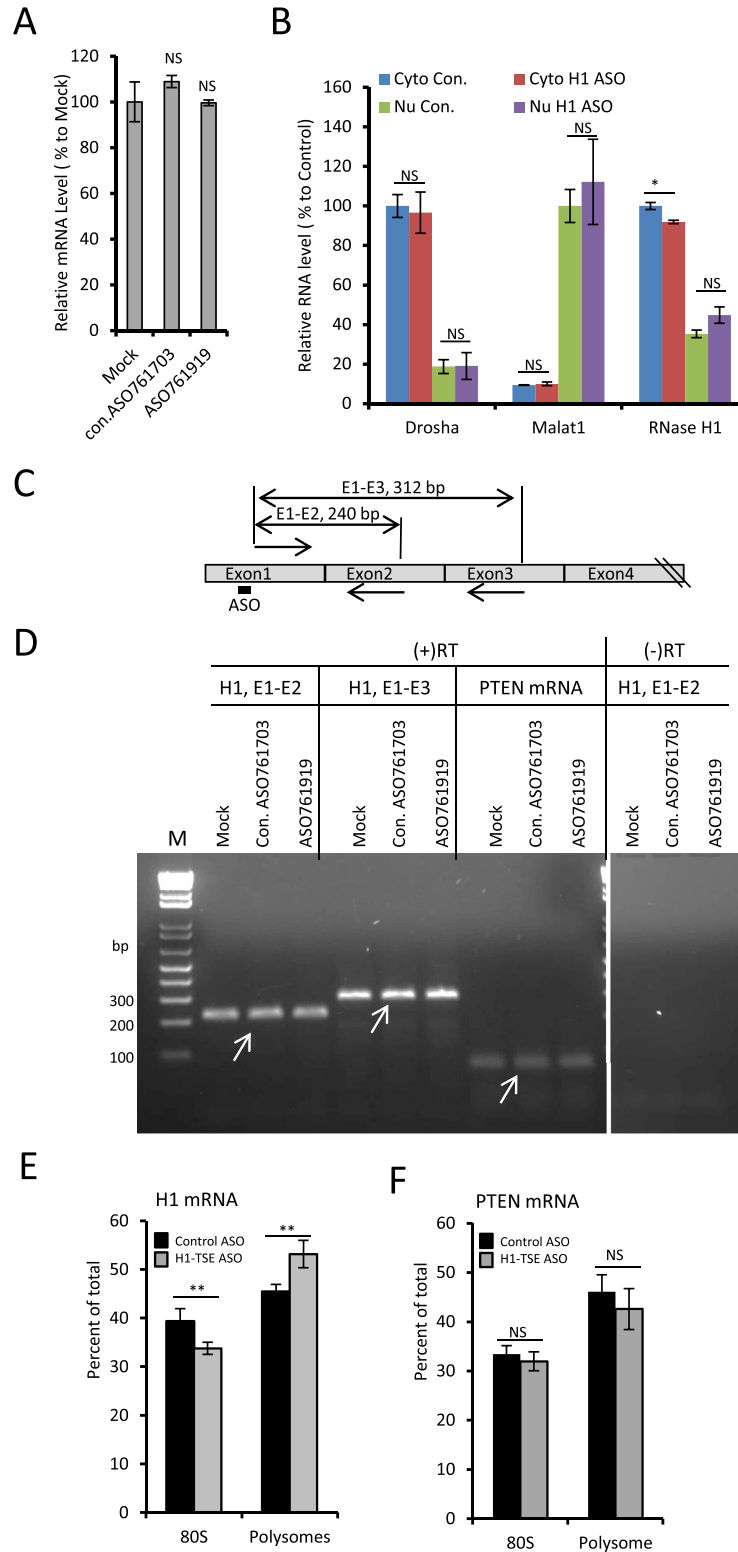 A
Relative mRNA Level ( % to Mock)
120
100
80
60
40
20
0
NS
NS
Mock
con.ASO761703
ASO761919
B
Cyto Con.
Cyto H1 ASO
Nu Con.
Nu H1 ASO
Relative RNA level ( % to Control)
160
140
120
100
80
60
40
20
0
NS
NS
NS
NS
*
NS
Drosha
Malat1
RNase H1
C
E1-E3, 312 bp
E1-E2, 240 bp
Exon1
Exon2
Exon3
Exon4
ASO
D
(+)RT
(-)RT
H1, E1-E2
H1, E1-E3
PTEN mRNA
H1, E1-E2
M
Mock
Con. ASO761703
ASO761919
Mock
Con. ASO761703
ASO761919
Mock
Con. ASO761703
ASO761919
Mock
Con. ASO761703
ASO761919
bp
300
200
100
E
H1 mRNA
Control ASO
H1-TSE ASO
Percent of total
60
50
40
30
20
10
0
**
**
80S
Polysomes
F
PTEN mRNA
Control ASO
H1-TSE ASO
Percent of total
60
50
40
30
20
10
0
NS
NS
80S
Polysome